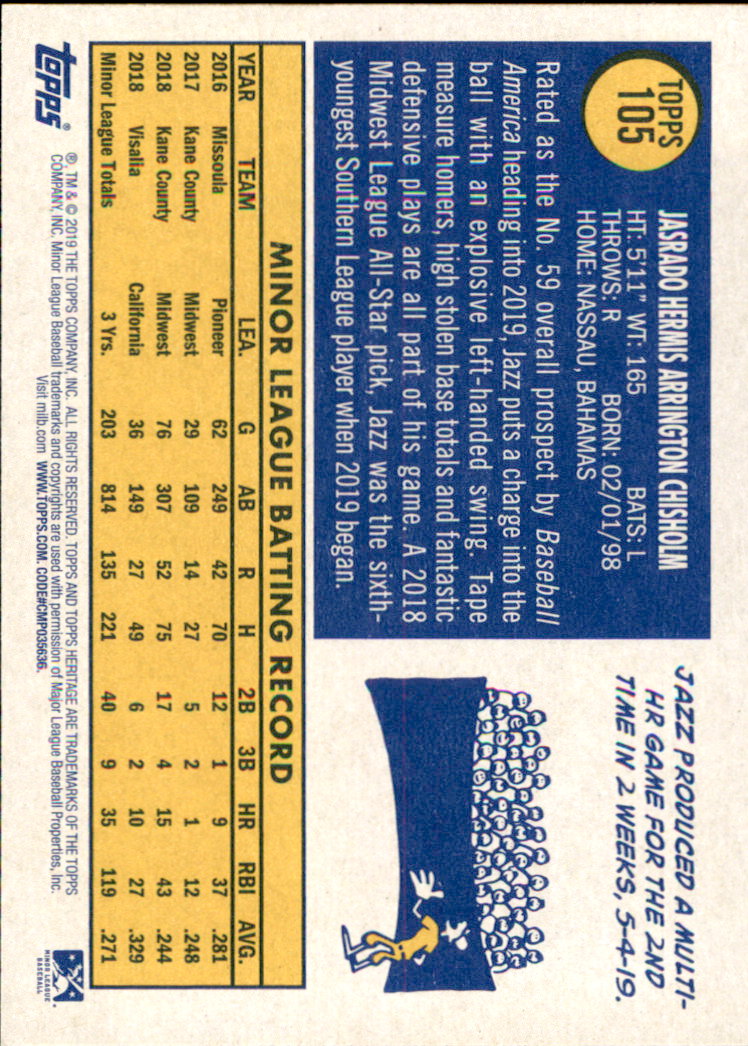 TOPPS
105
JASRADO HERMIS ARRINGTON CHISHOLM
HT: 5'11" WT: 165 BATS: L
THROWS: R BORN: 02/01/98
HOME: NASSAU, BAHAMAS
Rated as the No. 59 overall prospect by Baseball
America heading into 2019, Jazz puts a charge into the
ball with an explosive left-handed swing. Tape
measure homers, high stolen base totals and fantastic
defensive plays are all part of his game. A 2018
Midwest League All-Star pick, Jazz was the sixth-
youngest Southern League player when 2019 began.
JAZZ PRODUCED A MULTI-
HR GAME FOR THE 2ND
TIME IN 2 WEEKS, 5-4-19.
MINOR LEAGUE BATTING RECORD
YEAR TEAM LEA. G AB R H 2B 3B HR RBI AVG.
2016 Missoula Pioneer 62 249 42 70 12 1 9 37 .281
2017 Kane County Midwest 29 109 14 27 5 2 1 12 .248
2018 Kane County Midwest 76 307 52 75 17 4 15 43 .244
2018 Visalia California 36 149 27 49 6 2 10 27 .329
Minor League Totals 3 Yrs. 203 814 135 221 40 9 35 119 .271
topps®
®, TM & © 2019 THE TOPPS COMPANY, INC. ALL RIGHTS RESERVED. TOPPS AND TOPPS HERITAGE ARE TRADEMARKS OF THE TOPPS
COMPANY, INC. Minor League Baseball trademarks and copyrights are used with permission of Major League Baseball Properties, Inc.
Visit milb.com WWW.TOPPS.COM. CODE#CMP035636.
MINOR LEAGUE
BASEBALL